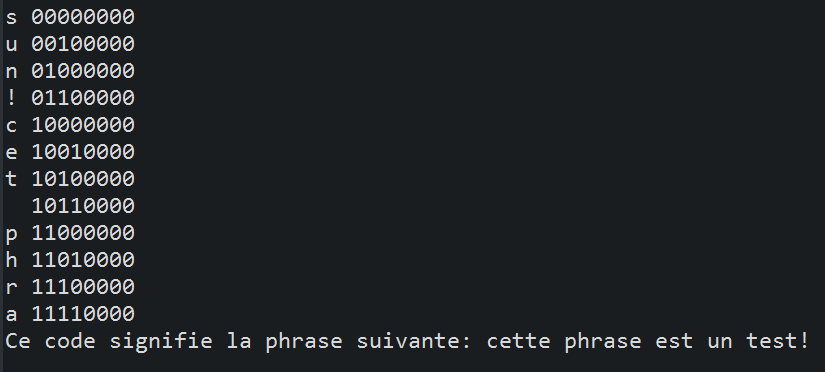 s 00000000
u 00100000
n 01000000
! 01100000
c 10000000
e 10010000
t 10100000
  10110000
p 11000000
h 11010000
r 11100000
a 11110000
Ce code signifie la phrase suivante: cette phrase est un test!